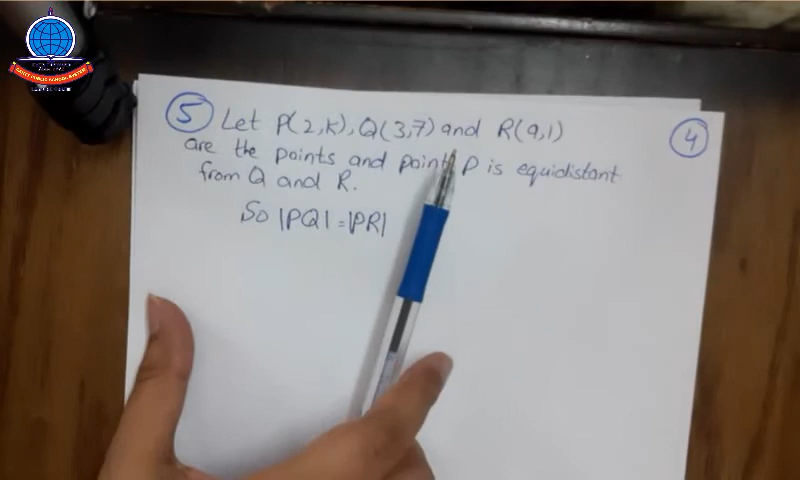 ⑤ Let P(2,K), Q(3,7) and R(9,1) ④
are the points and point P is equidistant
from Q and R.
So |PQ| = |PR|